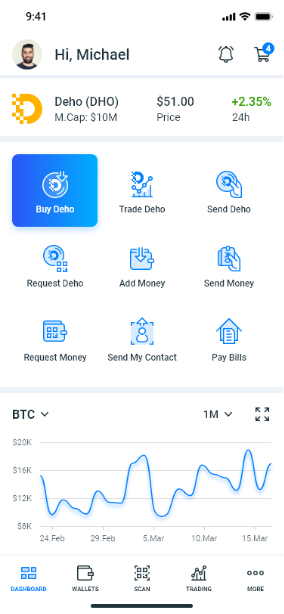 9:41
Hi, Michael
4
Deho (DHO) $51.00 +2.35%
M.Cap: $10M Price 24h
Buy Deho Trade Deho Send Deho
Request Deho Add Money Send Money
Request Money Send My Contact Pay Bills
BTC 1M
$20K
$16K
$12K
$8K
24.Feb 29.Feb 5.Mar 10.Mar 15.Mar
DASHBOARD WALLETS SCAN TRADING MORE